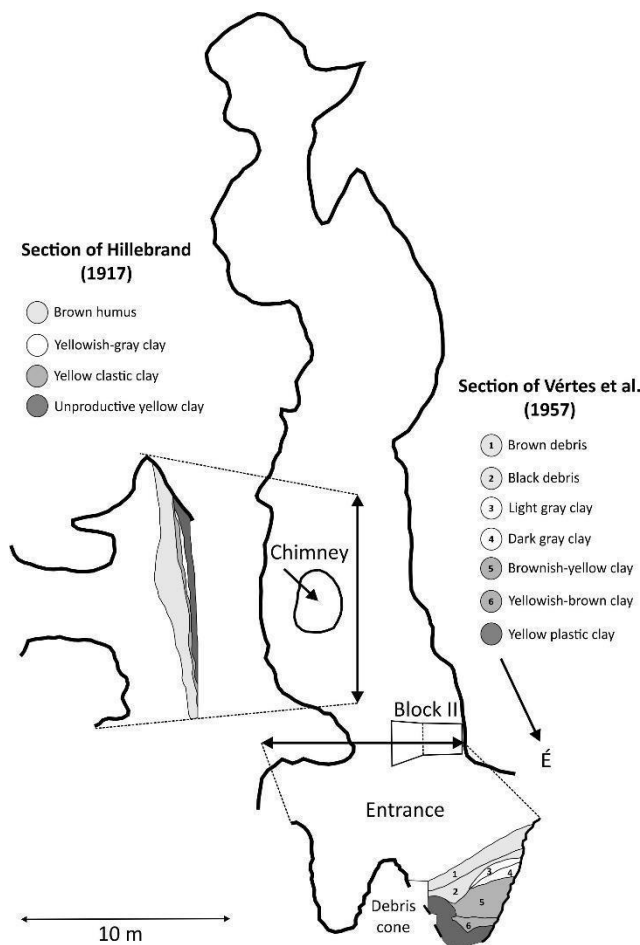 Section of Hillebrand
(1917)
Brown humus
Yellowish-gray clay
Yellow clastic clay
Unproductive yellow clay
Section of Vértes et al.
(1957)
1 Brown debris
2 Black debris
3 Light gray clay
4 Dark gray clay
5 Brownish-yellow clay
6 Yellowish-brown clay
Yellow plastic clay
Chimney
Block II
É
Entrance
1
2
3
4
5
6
Debris
cone
10 m